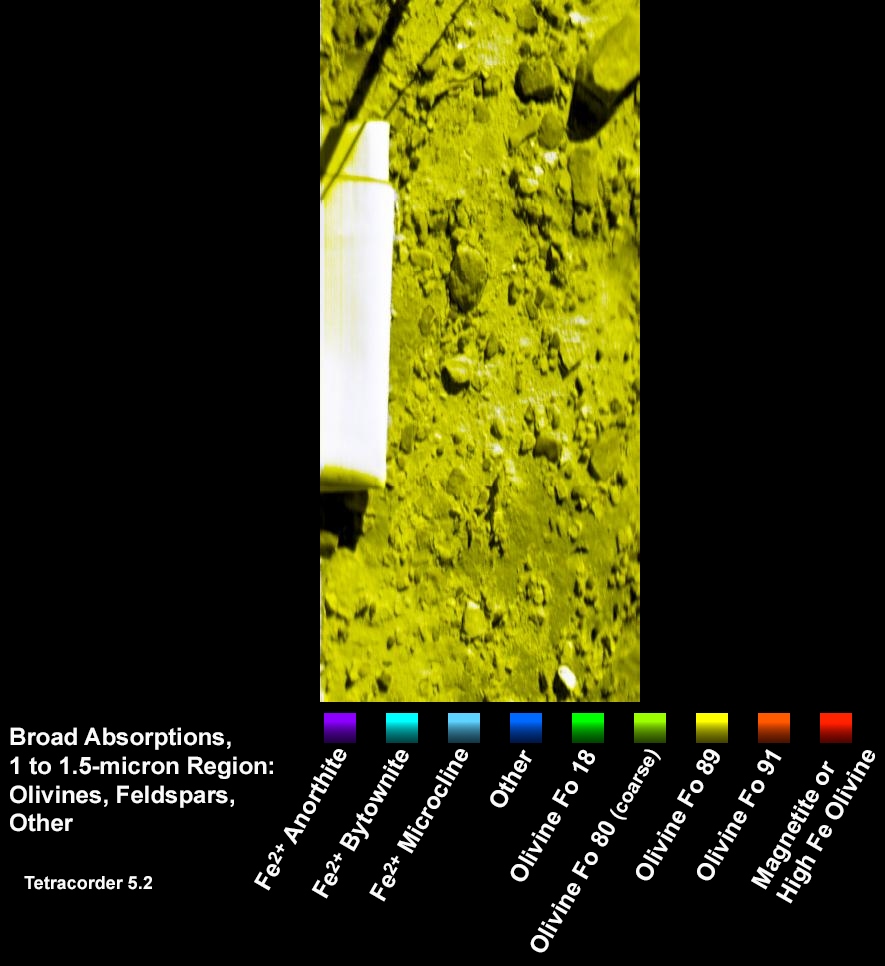 Broad Absorptions,
1 to 1.5-micron Region:
Olivines, Feldspars,
Other
Tetracorder 5.2
Fe²⁺ Anorthite
Fe²⁺ Bytownite
Fe²⁺ Microcline
Other
Olivine Fo 18
Olivine Fo 80 (coarse)
Olivine Fo 89
Olivine Fo 91
Magnetite or
High Fe Olivine